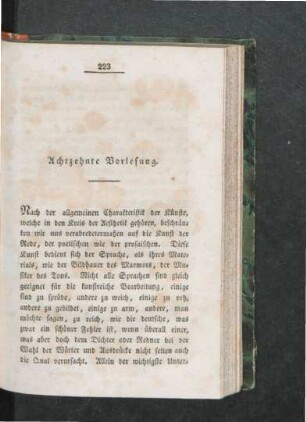 223
Achtzehnte Vorlesung.
Nach der allgemeinen Charakteristik der Künste,
welche in den Kreis der Aesthetik gehören, beschrän-
ken wir uns verabredetermaßen auf die Kunst der
Rede, der poetischen wie der prosaischen. Diese
Kunst bedient sich der Sprache, als ihres Mate-
rials, wie der Bildhauer des Marmors, der Mu-
siker des Tons. Nicht alle Sprachen sind gleich
geeignet für die kunstreiche Bearbeitung, einige
sind zu spröde, andere zu weich, einige zu roh,
andere zu gebildet, einige zu arm, andere, man
möchte sagen, zu reich, wie die deutsche, was
zwar ein schöner Fehler ist, wenn überall einer,
was aber doch dem Dichter oder Redner bei der
Wahl der Wörter und Ausdrücke nicht selten auch
die Qual verursacht. Allein der wichtigste Unter-